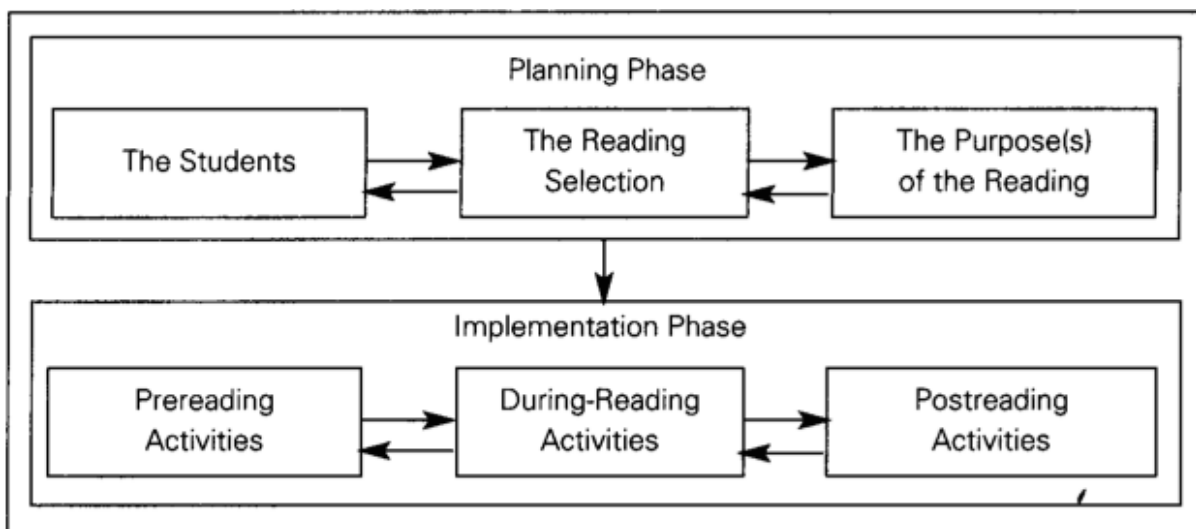 Planning Phase
The Students
The Reading
Selection
The Purpose(s)
of the Reading
Implementation Phase
Prereading
Activities
During-Reading
Activities
Postreading
Activities